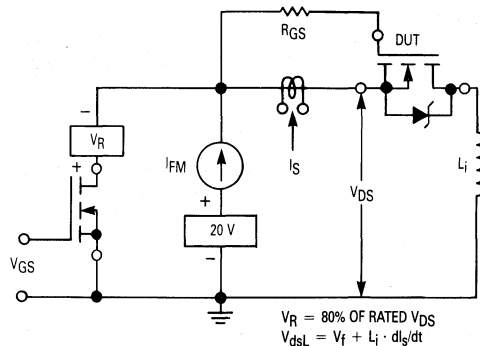 RGS
DUT
−
VR
+
IFM
IS
VDS
Li
+
20 V
−
VGS
VR = 80% OF RATED VDS
VdsL = Vf + Li · dIs/dt